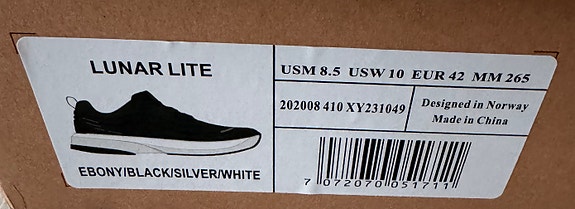 LUNAR LITE
EBONY/BLACK/SILVER/WHITE
USM 8.5 USW 10 EUR 42 MM 265
202008 410 XY231049
Designed in Norway
Made in China
7 072070 051711